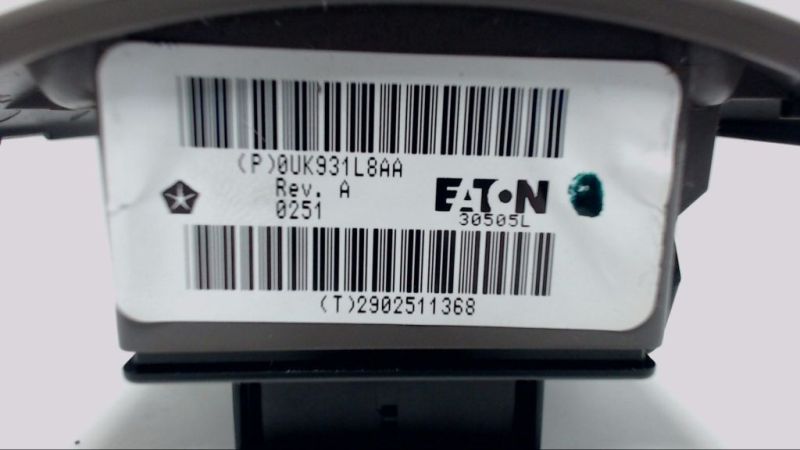 (P)0UK931L8AA
Rev. A
0251
EATON
30505L
(T)2902511368